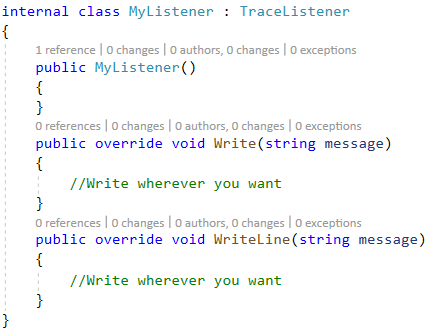 internal class MyListener : TraceListener
{
1 reference | 0 changes | 0 authors, 0 changes | 0 exceptions
public MyListener()
{
}
0 references | 0 changes | 0 authors, 0 changes | 0 exceptions
public override void Write(string message)
{
//Write wherever you want
}
0 references | 0 changes | 0 authors, 0 changes | 0 exceptions
public override void WriteLine(string message)
{
//Write wherever you want
}
}